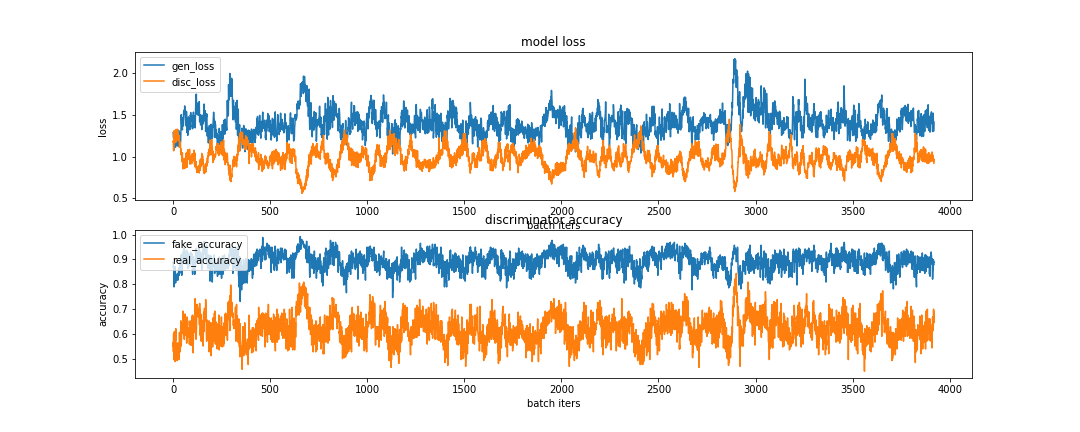 model loss
gen_loss
disc_loss
loss
2.0
1.5
1.0
0.5
0 500 1000 1500 2000 2500 3000 3500 4000
batch iters
discriminator accuracy
fake_accuracy
real_accuracy
accuracy
1.0
0.9
0.8
0.7
0.6
0.5
0 500 1000 1500 2000 2500 3000 3500 4000
batch iters